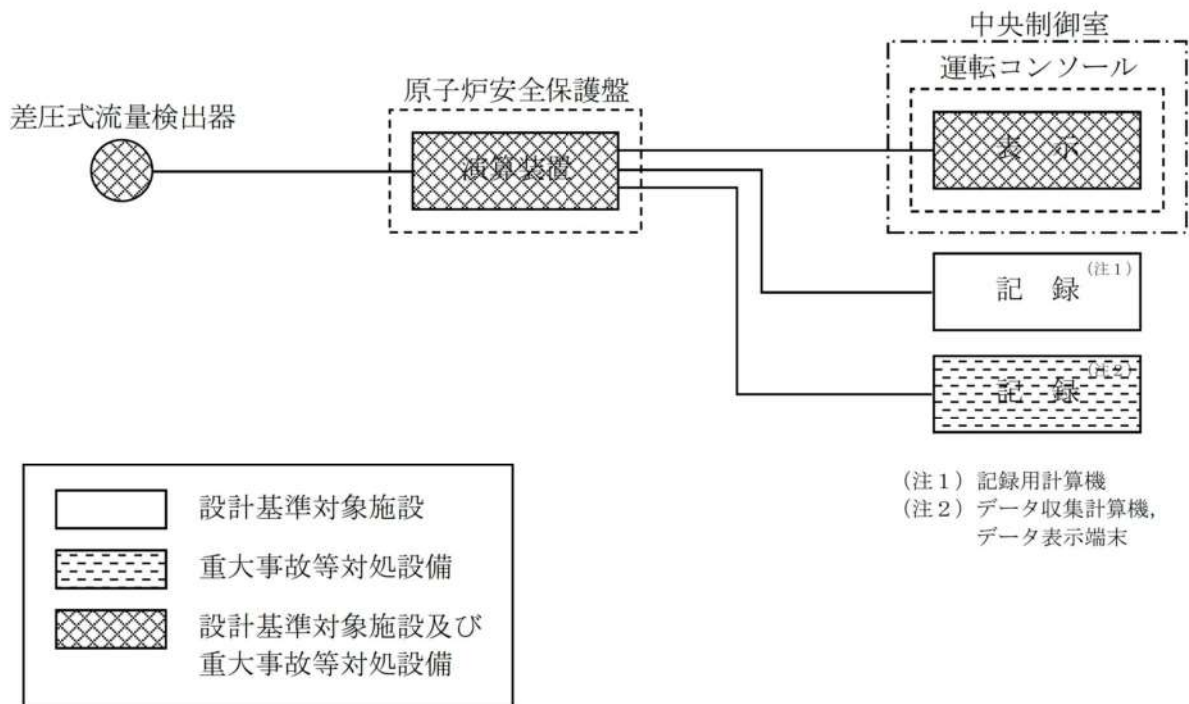 中央制御室
運転コンソール
原子炉安全保護盤
差圧式流量検出器
演算装置
表 示
記 録 (注1)
記 録 (注2)
(注1) 記録用計算機
(注2) データ収集計算機,
データ表示端末
設計基準対象施設
重大事故等対処設備
設計基準対象施設及び
重大事故等対処設備